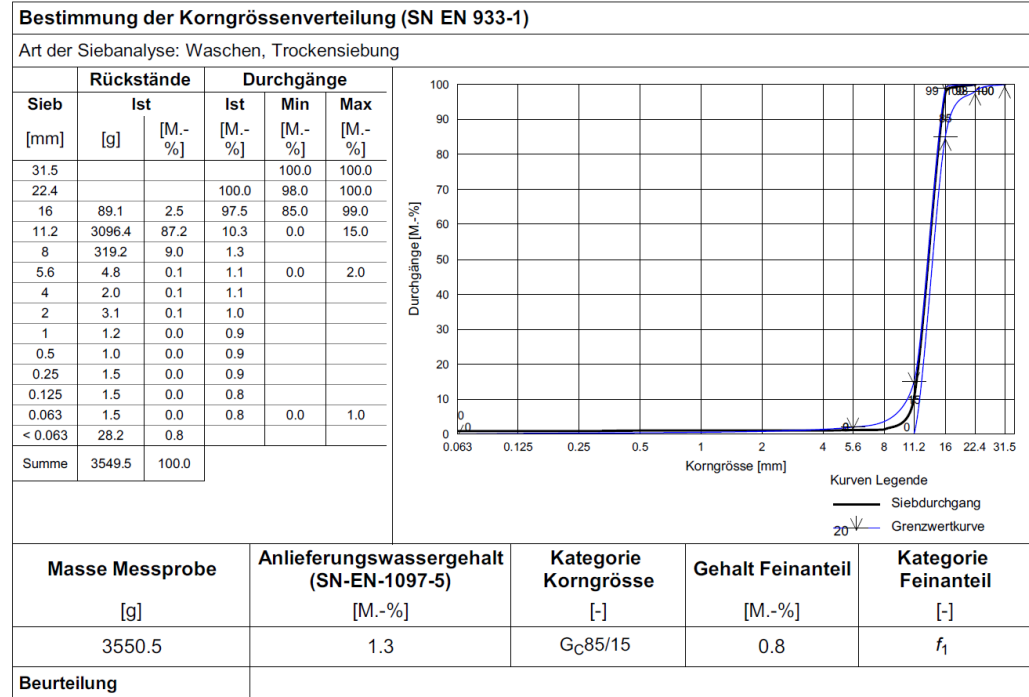 Bestimmung der Korngrössenverteilung (SN EN 933-1)
Art der Siebanalyse: Waschen, Trockensiebung
Rückstände Durchgänge
Sieb Ist Ist Min Max
[mm] [g] [M.-%] [M.-%] [M.-%] [M.-%]
31.5 100.0 100.0
22.4 100.0 98.0 100.0
16 89.1 2.5 97.5 85.0 99.0
11.2 3096.4 87.2 10.3 0.0 15.0
8 319.2 9.0 1.3
5.6 4.8 0.1 1.1 0.0 2.0
4 2.0 0.1 1.1
2 3.1 0.1 1.0
1 1.2 0.0 0.9
0.5 1.0 0.0 0.9
0.25 1.5 0.0 0.9
0.125 1.5 0.0 0.8
0.063 1.5 0.0 0.8 0.0 1.0
< 0.063 28.2 0.8
Summe 3549.5 100.0
Durchgänge [M.-%]
100
90
80
70
60
50
40
30
20
10
0
99 100 98 100
85
15
0
0
0
0.063 0.125 0.25 0.5 1 2 4 5.6 8 11.2 16 22.4 31.5
Korngrösse [mm]
Kurven Legende
Siebdurchgang
20 Grenzwertkurve
Masse Messprobe Anlieferungswassergehalt (SN-EN-1097-5) Kategorie Korngrösse Gehalt Feinanteil Kategorie Feinanteil
[g] [M.-%] [-] [M.-%] [-]
3550.5 1.3 GC85/15 0.8 f1
Beurteilung